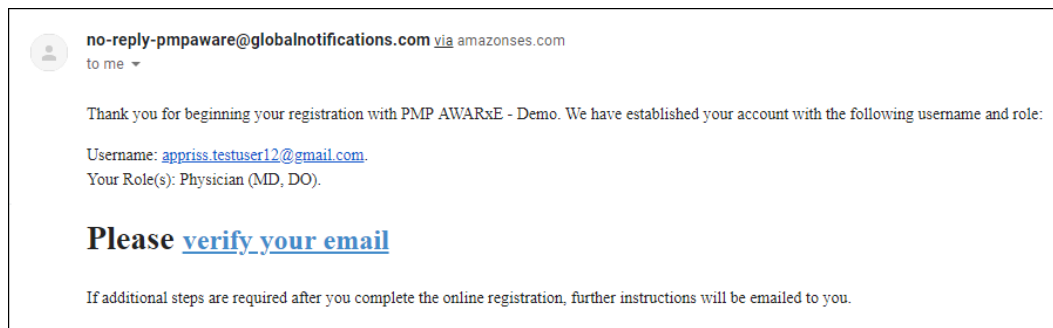 no-reply-pmpaware@globalnotifications.com via amazonses.com
to me
Thank you for beginning your registration with PMP AWARxE - Demo. We have established your account with the following username and role:
Username: appriss.testuser12@gmail.com.
Your Role(s): Physician (MD, DO).
Please verify your email
If additional steps are required after you complete the online registration, further instructions will be emailed to you.